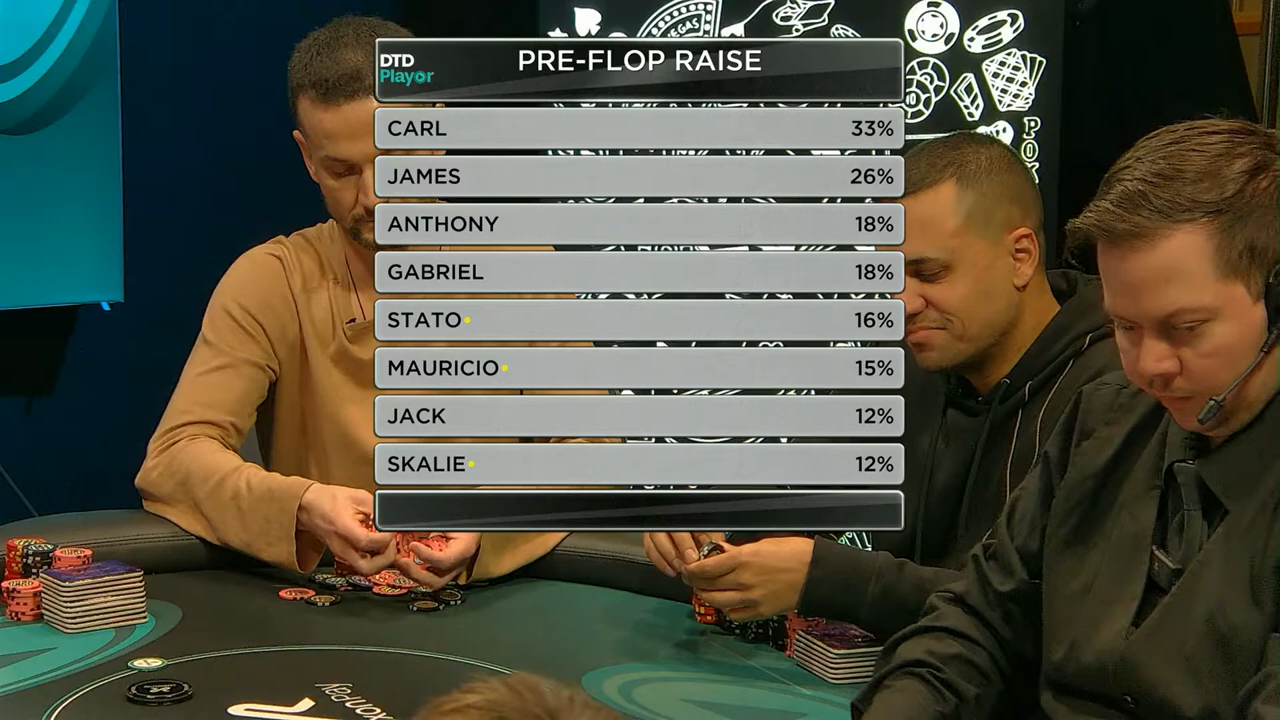 VEGAS
DTD
Player
PRE-FLOP RAISE
CARL 33%
JAMES 26%
ANTHONY 18%
GABRIEL 18%
STATO 16%
MAURICIO 15%
JACK 12%
SKALIE 12%